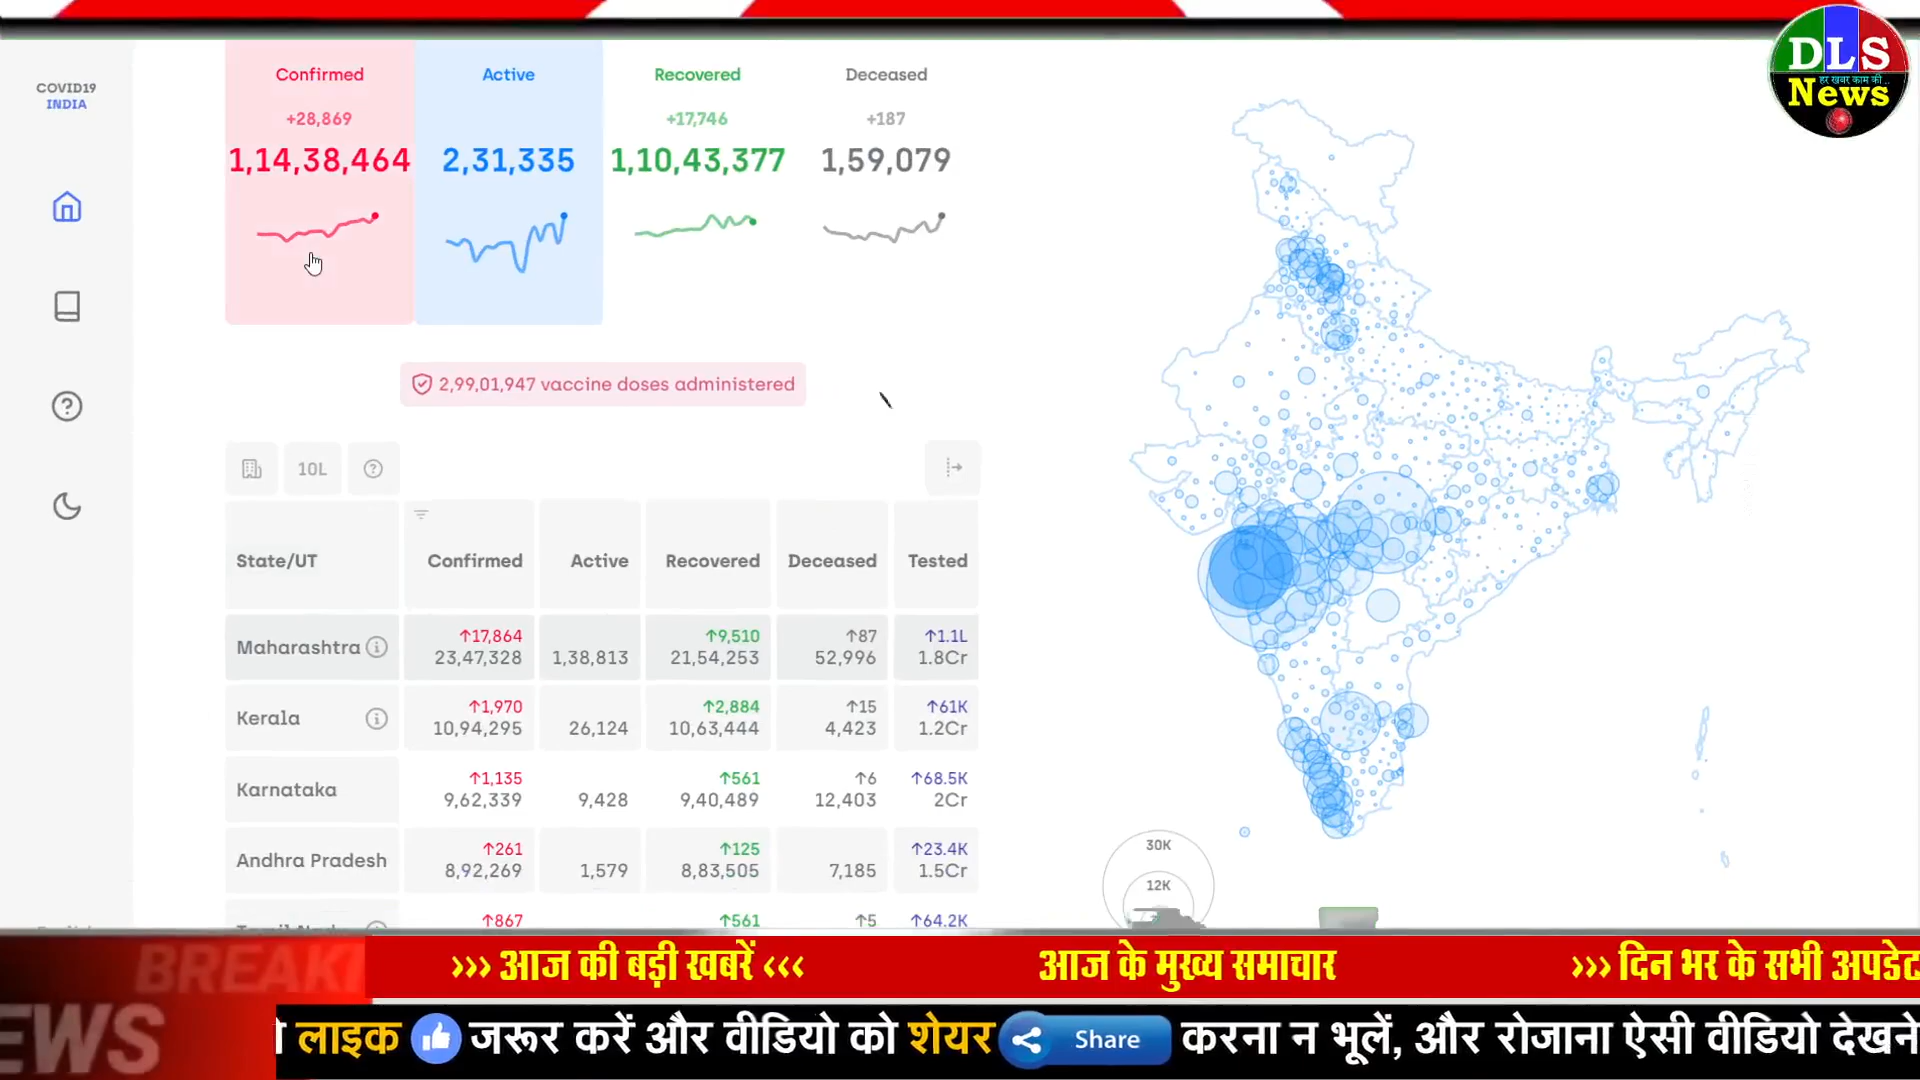 DLS
हर खबर काम की..
News
COVID19
INDIA
Confirmed
+28,869
1,14,38,464
Active
2,31,335
Recovered
+17,746
1,10,43,377
Deceased
+187
1,59,079
2,99,01,947 vaccine doses administered
10L
State/UT Confirmed Active Recovered Deceased Tested
Maharashtra ↑17,864 23,47,328 1,38,813 ↑9,510 21,54,253 ↑87 52,996 ↑1.1L 1.8Cr
Kerala ↑1,970 10,94,295 26,124 ↑2,884 10,63,444 ↑15 4,423 ↑61K 1.2Cr
Karnataka ↑1,135 9,62,339 9,428 ↑561 9,40,489 ↑6 12,403 ↑68.5K 2Cr
Andhra Pradesh ↑261 8,92,269 1,579 ↑125 8,83,505 7,185 ↑23.4K 1.5Cr
↑867 ↑561 ↑5 ↑64.2K
30K
12K
BREAKI
EWS
››› आज की बड़ी खबरें ‹‹‹ आज के मुख्य समाचार ››› दिन भर के सभी अपडेट
लाइक जरूर करें और वीडियो को शेयर Share करना न भूलें, और रोजाना ऐसी वीडियो देखने